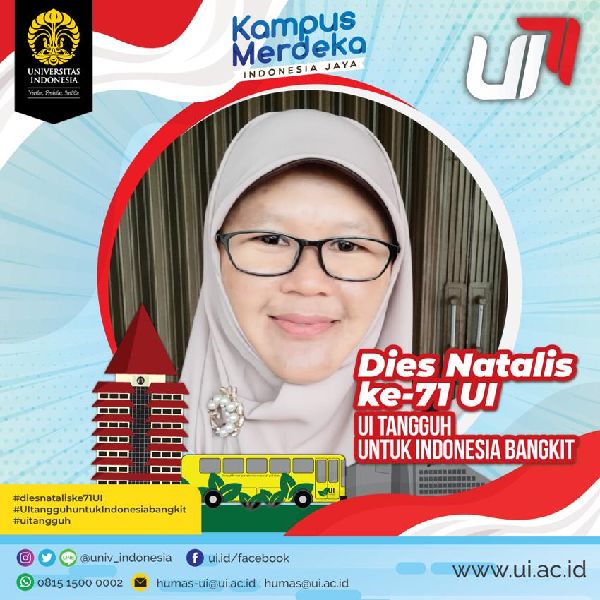 UNIVERSITAS
INDONESIA
Veritas, Probitas, Iustitia
Kampus
Merdeka
INDONESIA JAYA
UI
Dies Natalis
ke-71 UI
UI TANGGUH
UNTUK INDONESIA BANGKIT
#diesnataliske71UI
#UItangguhuntukIndonesiabangkit
#uitangguh
@univ_indonesia
ui.id/facebook
0815 1500 0002
humas-ui@ui.ac.id
humas@ui.ac.id
www.ui.ac.id